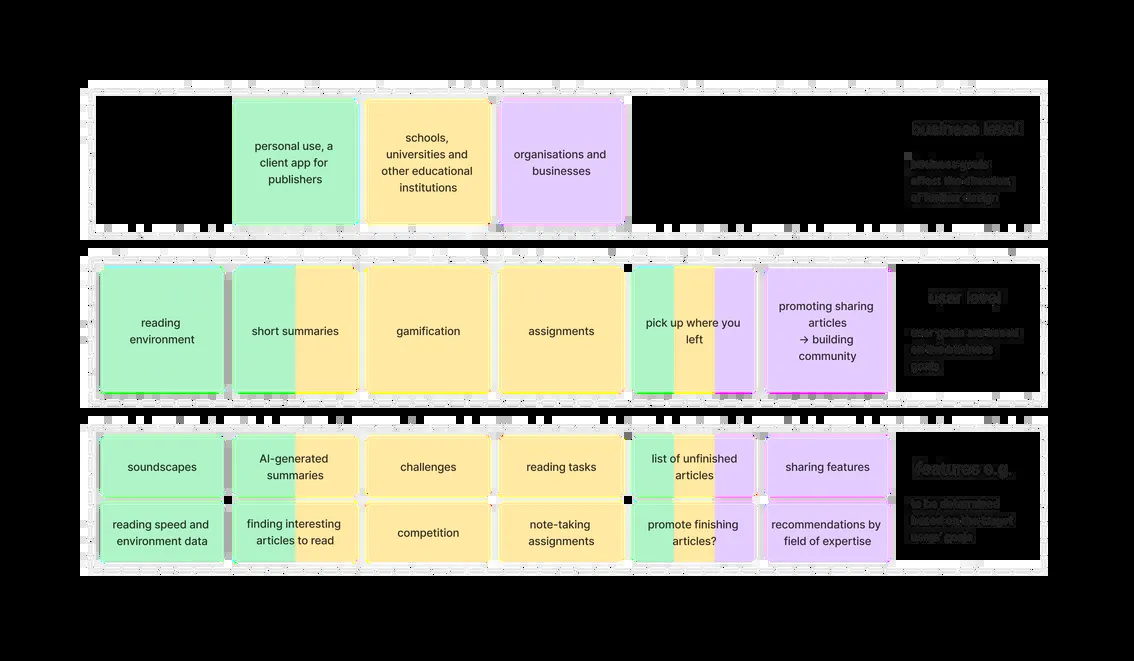 personal use, a
client app for
publishers
schools,
universities and
other educational
institutions
organisations and
businesses
business level
business goals
affect the direction
of further design
reading
environment
short summaries
gamification
assignments
pick up where you
left
promoting sharing
articles
→ building
community
user level
user goals are based
on the business
goals
soundscapes
AI-generated
summaries
challenges
reading tasks
list of unfinished
articles
sharing features
reading speed and
environment data
finding interesting
articles to read
competition
note-taking
assignments
promote finishing
articles?
recommendations by
field of expertise
features e.g.
to be determined
based on the target
users' goals